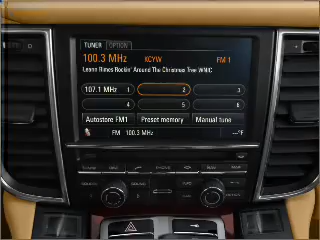 TUNER OPTION
100.3 MHz KCYW FM 1
Leann Rimes Rockin' Around The Christmas Tree WNIC
107.1 MHz 1 2 3
4 5 6
Autostore FM1 Preset memory Manual tune
FM 100.3 MHz --°F